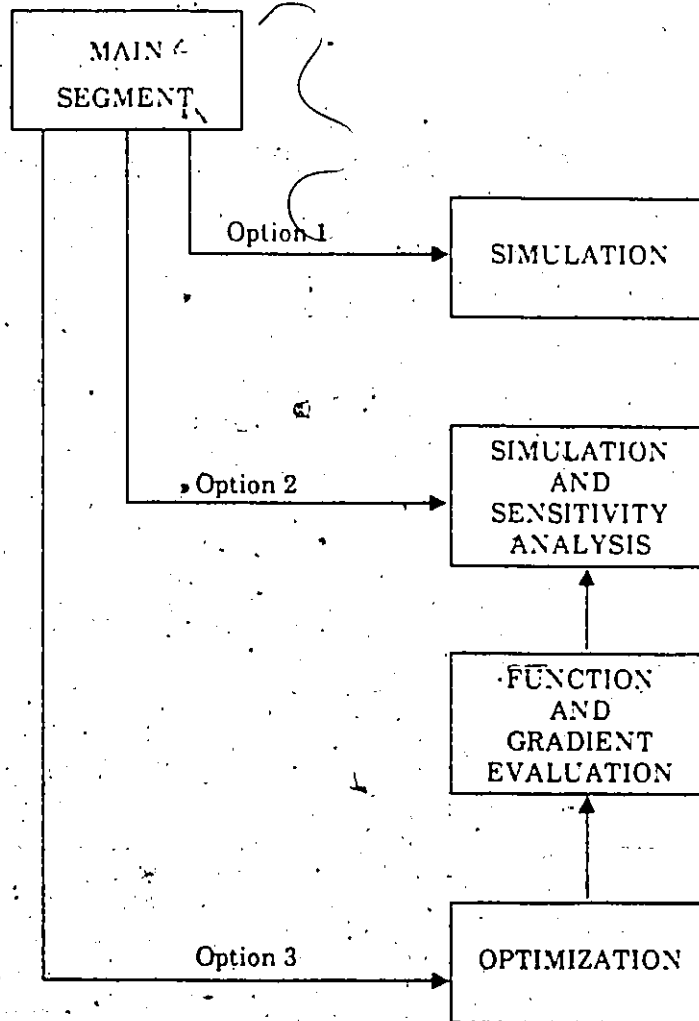 MAIN
SEGMENT
Option 1
SIMULATION
Option 2
SIMULATION
AND
SENSITIVITY
ANALYSIS
FUNCTION
AND
GRADIENT
EVALUATION
Option 3
OPTIMIZATION